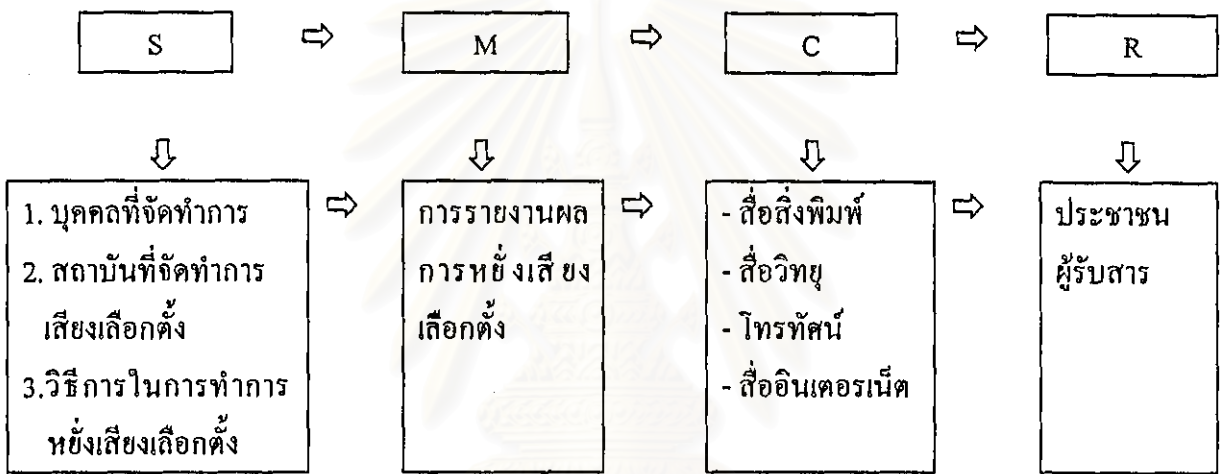 S
M
C
R
1. บุคคลที่จัดทำการ
2. สถาบันที่จัดทำการ
เสียงเลือกตั้ง
3.วิธีการในการทำการ
หยั่งเสียงเลือกตั้ง
การรายงานผล
การหยั่งเสียง
เลือกตั้ง
- สื่อสิ่งพิมพ์
- สื่อวิทยุ
- โทรทัศน์
- สื่ออินเตอรเน็ต
ประชาชน
ผู้รับสาร